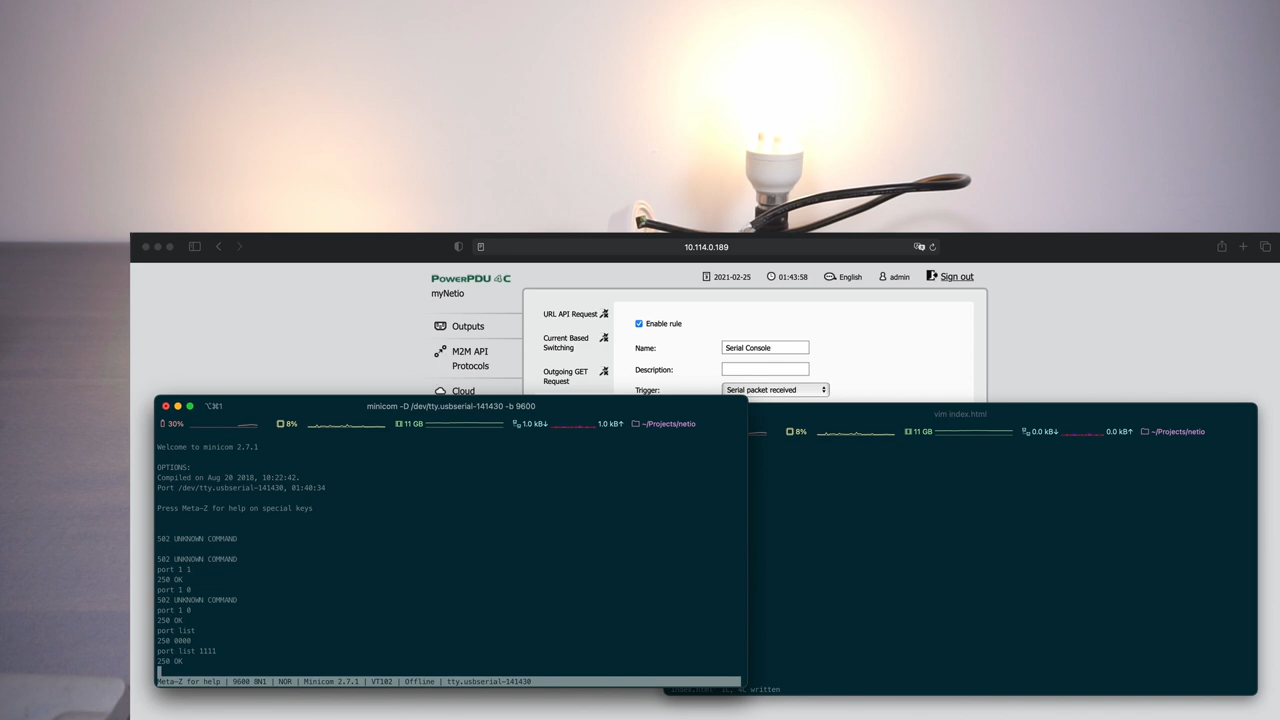 10.114.0.189
POWERPDU 4C
2021-02-25
01:43:58
English
admin
Sign out
myNetio
Outputs
M2M API
Protocols
Cloud
URL API Request
Current Based
Switching
Outgoing GET
Request
Enable rule
Name:
Serial Console
Description:
Trigger:
Serial packet received
⌥⌘1
minicom -D /dev/tty.usbserial-141430 -b 9600
30%
8%
11 GB
1.0 kB↓
1.0 kB↑
~/Projects/netio
Welcome to minicom 2.7.1
OPTIONS:
Compiled on Aug 20 2018, 10:22:42.
Port /dev/tty.usbserial-141430, 01:40:34
Press Meta-Z for help on special keys
502 UNKNOWN COMMAND
502 UNKNOWN COMMAND
port 1 1
250 OK
port 1 0
502 UNKNOWN COMMAND
port 1 0
250 OK
port list
250 0000
port list 1111
250 OK
Meta-Z for help | 9600 8N1 | NOR | Minicom 2.7.1 | VT102 | Offline | tty.usbserial-141430
vim index.html
8%
11 GB
0.0 kB↓
0.0 kB↑
~/Projects/netio
written